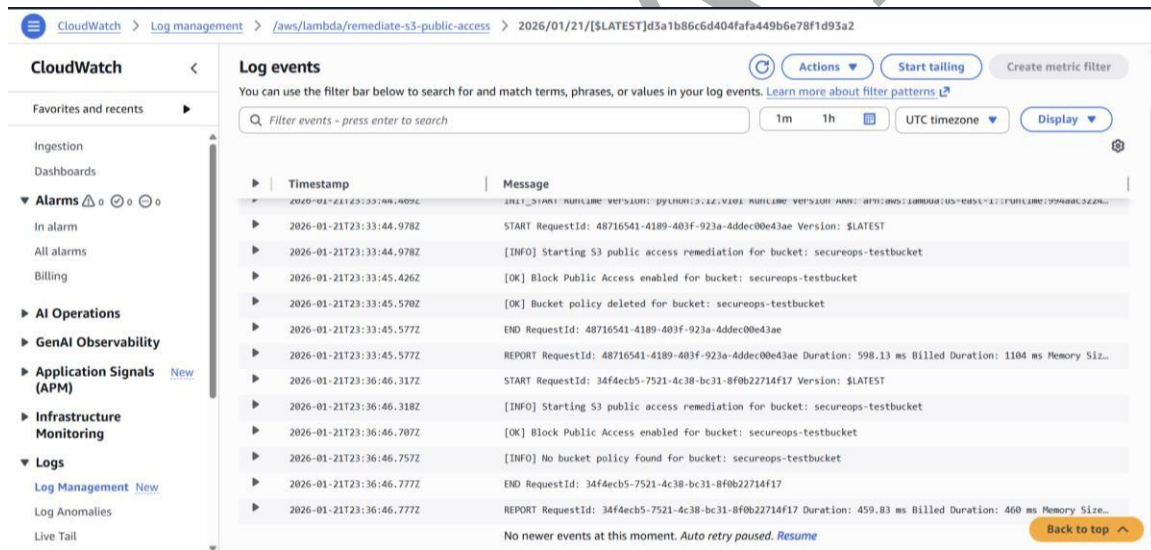 CloudWatch > Log management > /aws/lambda/remediate-s3-public-access > 2026/01/21/[$LATEST]d3a1b86c6d404fafa449b6e78f1d93a2
CloudWatch
Favorites and recents
Ingestion
Dashboards
Alarms 0 0 0
In alarm
All alarms
Billing
AI Operations
GenAI Observability
Application Signals New
(APM)
Infrastructure
Monitoring
Logs
Log Management New
Log Anomalies
Live Tail
Log events
Actions
Start tailing
Create metric filter
You can use the filter bar below to search for and match terms, phrases, or values in your log events. Learn more about filter patterns
Filter events - press enter to search
1m 1h
UTC timezone
Display
Timestamp Message
2026-01-21T23:33:44.978Z START RequestId: 48716541-4189-403f-923a-4ddec00e43ae Version: $LATEST
2026-01-21T23:33:44.978Z [INFO] Starting S3 public access remediation for bucket: secureops-testbucket
2026-01-21T23:33:45.426Z [OK] Block Public Access enabled for bucket: secureops-testbucket
2026-01-21T23:33:45.570Z [OK] Bucket policy deleted for bucket: secureops-testbucket
2026-01-21T23:33:45.577Z END RequestId: 48716541-4189-403f-923a-4ddec00e43ae
2026-01-21T23:33:45.577Z REPORT RequestId: 48716541-4189-403f-923a-4ddec00e43ae Duration: 598.13 ms Billed Duration: 1104 ms Memory Siz…
2026-01-21T23:36:46.317Z START RequestId: 34f4ecb5-7521-4c38-bc31-8f0b22714f17 Version: $LATEST
2026-01-21T23:36:46.318Z [INFO] Starting S3 public access remediation for bucket: secureops-testbucket
2026-01-21T23:36:46.707Z [OK] Block Public Access enabled for bucket: secureops-testbucket
2026-01-21T23:36:46.757Z [INFO] No bucket policy found for bucket: secureops-testbucket
2026-01-21T23:36:46.777Z END RequestId: 34f4ecb5-7521-4c38-bc31-8f0b22714f17
2026-01-21T23:36:46.777Z REPORT RequestId: 34f4ecb5-7521-4c38-bc31-8f0b22714f17 Duration: 459.83 ms Billed Duration: 460 ms Memory Size…
No newer events at this moment. Auto retry paused. Resume
Back to top